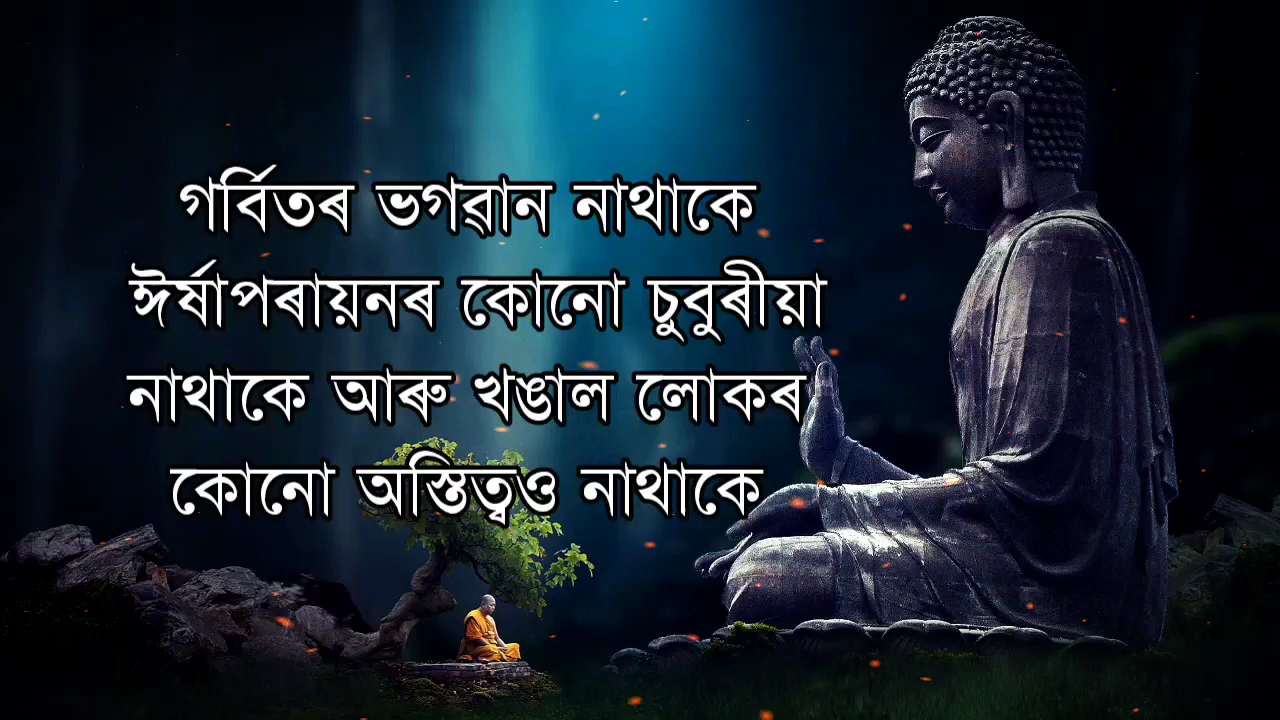 গৰ্বিতৰ ভগৱান নাথাকে
ঈৰ্ষাপৰায়নৰ কোনো চুবুৰীয়া
নাথাকে আৰু খঙাল লোকৰ
কোনো অস্তিত্বও নাথাকে